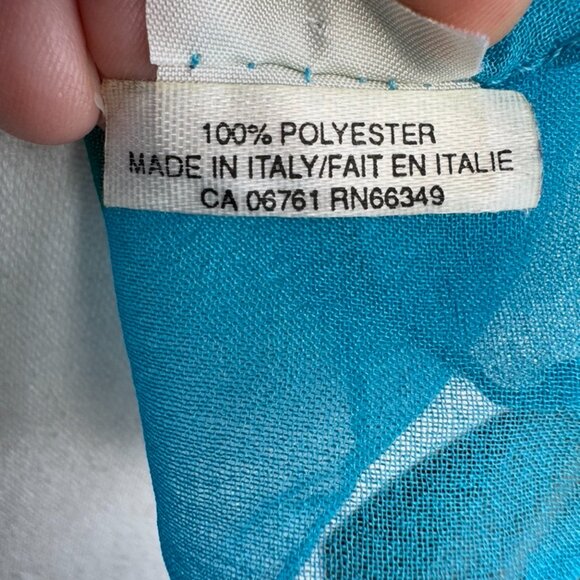 100% POLYESTER
MADE IN ITALY/FAIT EN ITALIE
CA 06761 RN66349